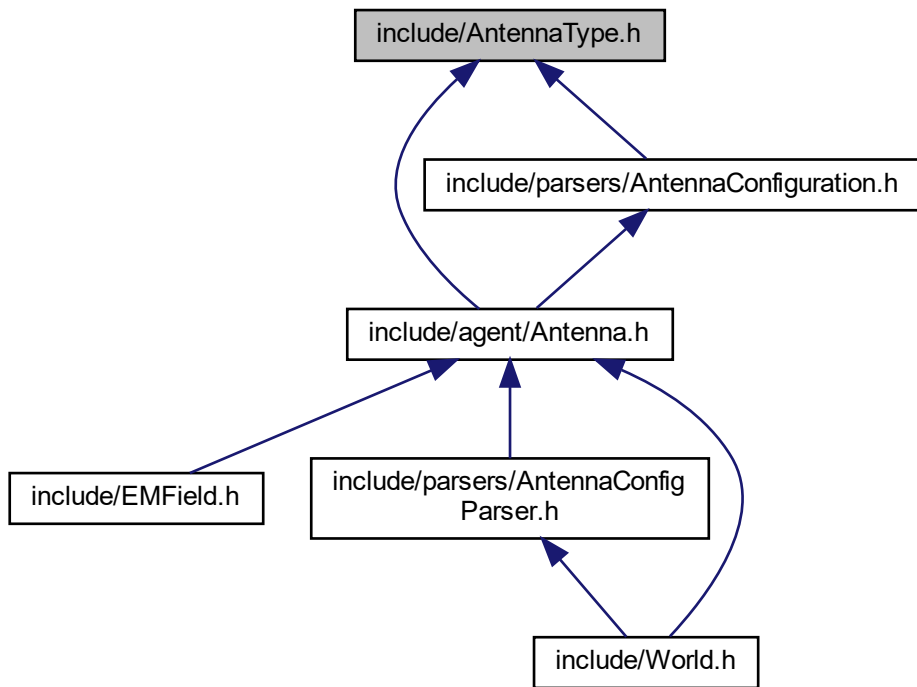 include/AntennaType.h
include/parsers/AntennaConfiguration.h
include/agent/Antenna.h
include/EMField.h
include/parsers/AntennaConfig
Parser.h
include/World.h